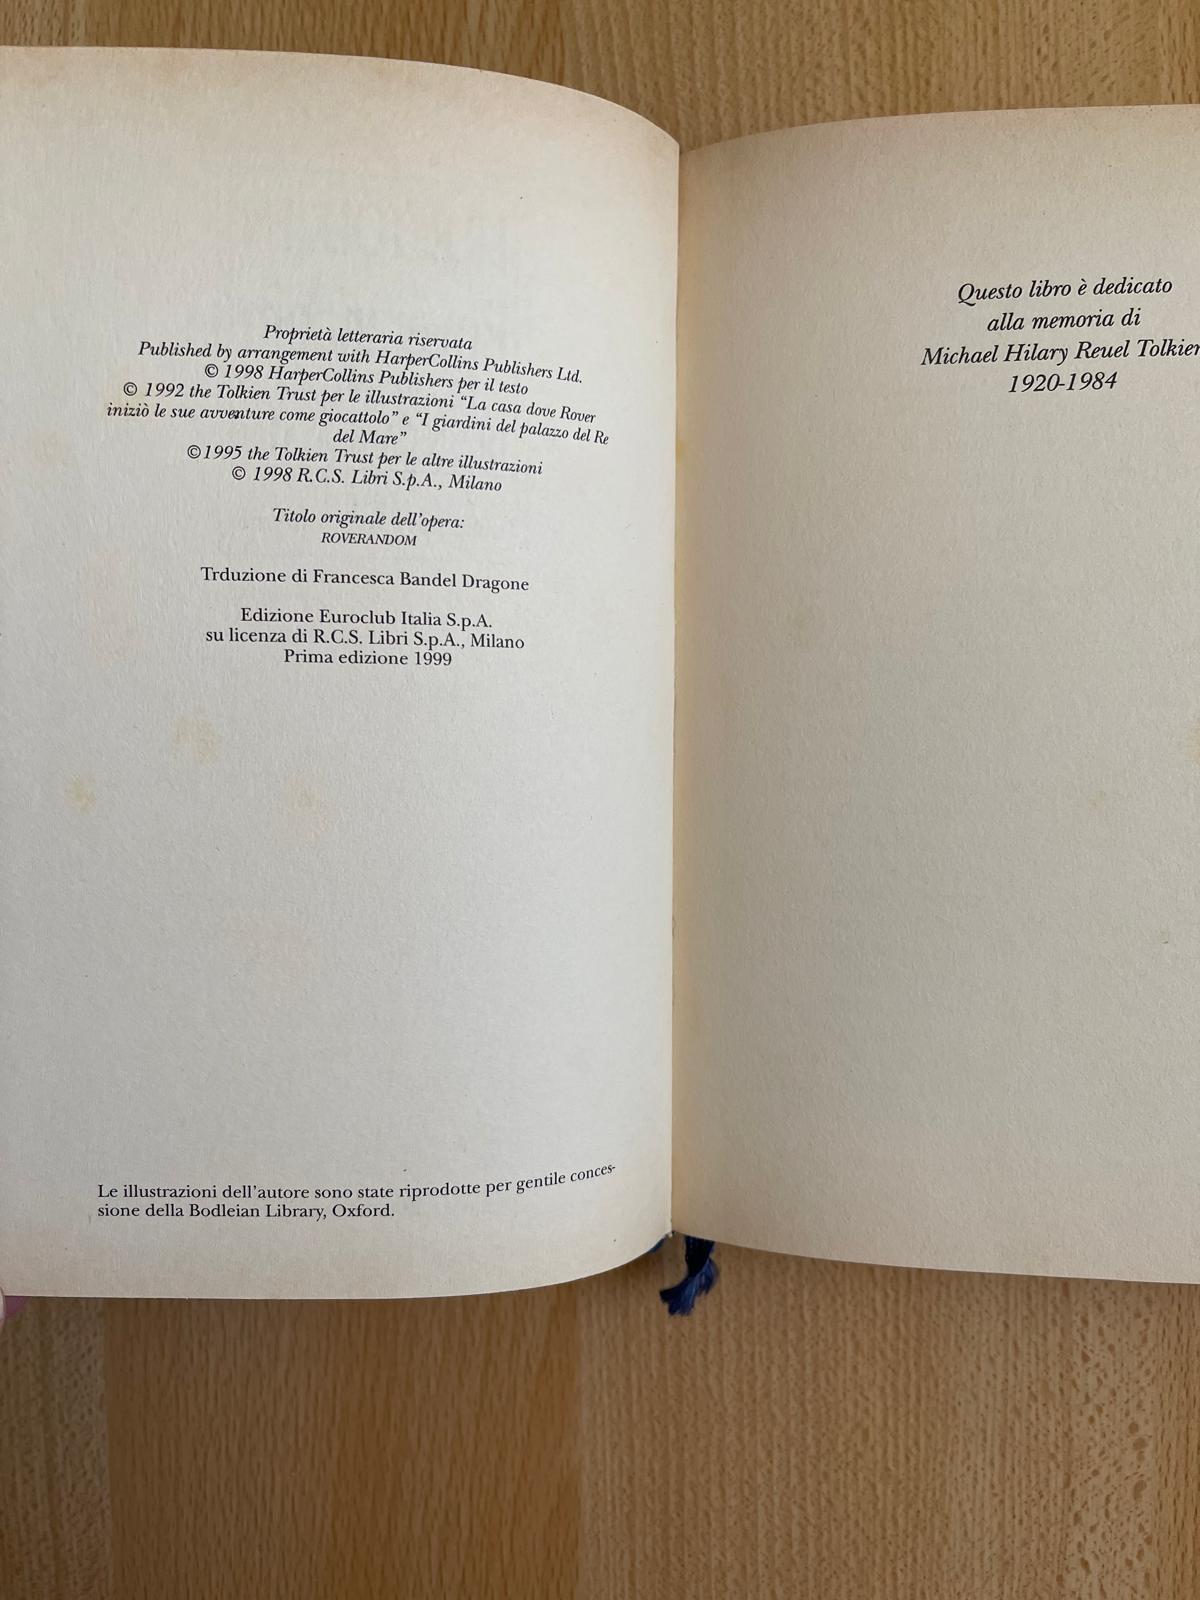 Proprietà letteraria riservata
Published by arrangement with HarperCollins Publishers Ltd.
© 1998 HarperCollins Publishers per il testo
© 1992 the Tolkien Trust per le illustrazioni “La casa dove Rover
iniziò le sue avventure come giocattolo” e “I giardini del palazzo del Re
del Mare”
©1995 the Tolkien Trust per le altre illustrazioni
© 1998 R.C.S. Libri S.p.A., Milano
Titolo originale dell’opera:
ROVERANDOM
Trduzione di Francesca Bandel Dragone
Edizione Euroclub Italia S.p.A.
su licenza di R.C.S. Libri S.p.A., Milano
Prima edizione 1999
Le illustrazioni dell’autore sono state riprodotte per gentile conces-
sione della Bodleian Library, Oxford.
Questo libro è dedicato
alla memoria di
Michael Hilary Reuel Tolkien
1920-1984